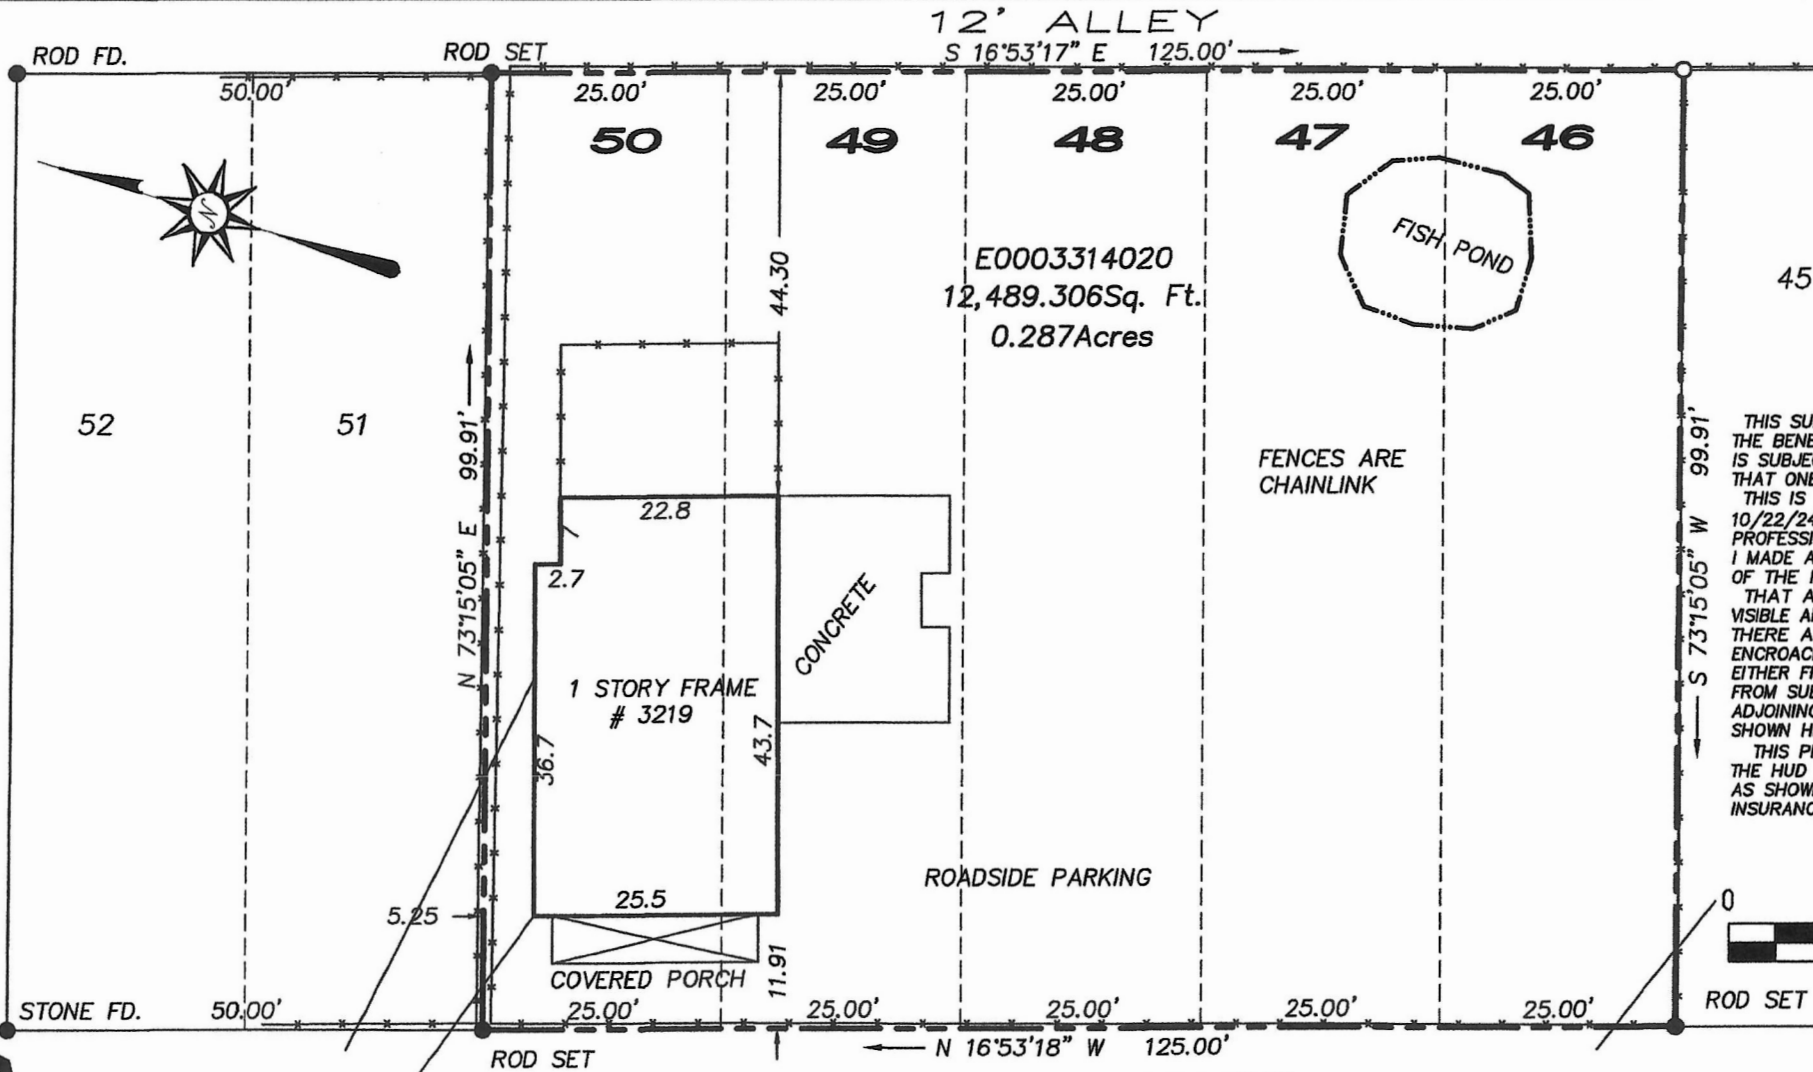 12' ALLEY
S 16°53'17" E 125.00'
ROD FD.
ROD SET
50.00'
25.00'
25.00'
25.00'
25.00'
25.00'
50
49
48
47
46
N
FISH POND
E0003314020
12,489.306Sq. Ft.
0.287Acres
44.30
45
52
51
N 73°15'05" E 99.91'
FENCES ARE
CHAINLINK
S 73°15'05" W 99.91'
22.8
7
2.7
CONCRETE
1 STORY FRAME
# 3219
36.7
43.7
25.5
5.25
ROADSIDE PARKING
COVERED PORCH
11.91
STONE FD.
50.00'
25.00'
25.00'
25.00'
25.00'
25.00'
ROD SET
N 16°53'18" W 125.00'
0
ROD SET
THIS SU
THE BENE
IS SUBJE
THAT ONE
THIS IS
10/22/24
PROFESSI
I MADE A
OF THE
THAT A
VISIBLE A
THERE A
ENCROAC
EITHER F
FROM SU
ADJOINING
SHOWN H
THIS P
THE HUD
AS SHOW
INSURANC